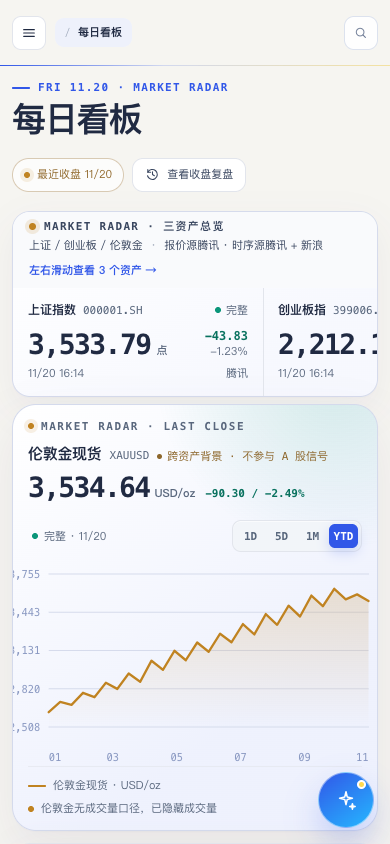 / 每日看板
FRI 11.20 · MARKET RADAR
每日看板
最近收盘 11/20
查看收盘复盘
MARKET RADAR · 三资产总览
上证 / 创业板 / 伦敦金 · 报价源腾讯 · 时序源腾讯 + 新浪
左右滑动查看 3 个资产 →
上证指数 000001.SH
完整
3,533.79 点
-43.83
-1.23%
11/20 16:14
腾讯
创业板指 399006.
2,212.1
11/20 16:14
MARKET RADAR · LAST CLOSE
伦敦金现货 XAUUSD
跨资产背景 · 不参与 A 股信号
3,534.64 USD/oz -90.30 / -2.49%
完整 · 11/20
1D 5D 1M YTD
,755
,443
,131
,820
,508
01 03 05 07 09 11
伦敦金现货 · USD/oz
伦敦金无成交量口径，已隐藏成交量